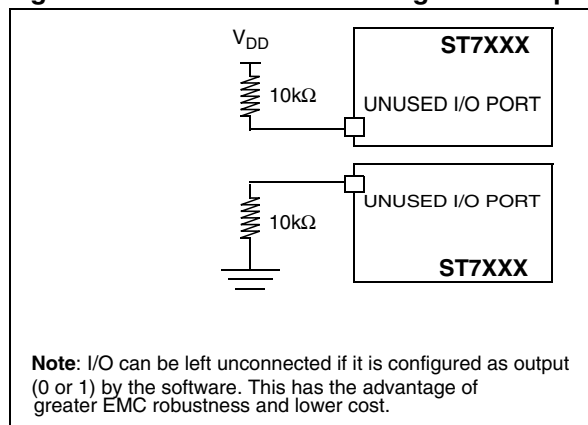 V_DD
ST7XXX
10kΩ
UNUSED I/O PORT
UNUSED I/O PORT
10kΩ
ST7XXX
Note: I/O can be left unconnected if it is configured as output
(0 or 1) by the software. This has the advantage of
greater EMC robustness and lower cost.